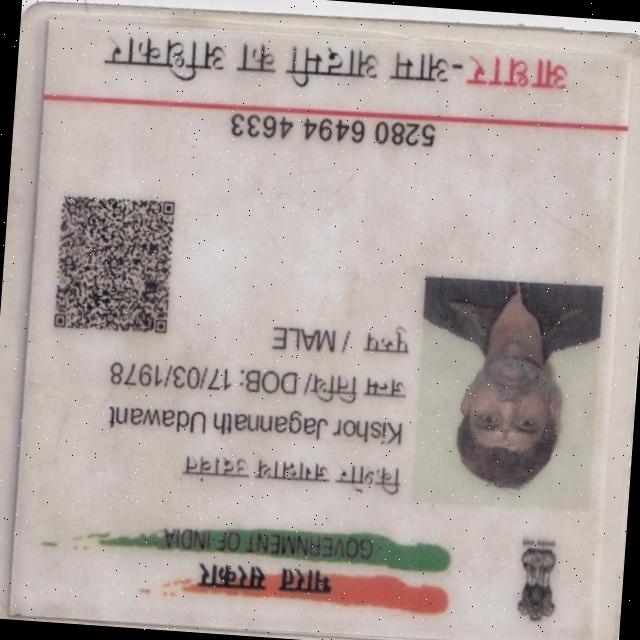 भारत सरकार
GOVERNMENT OF INDIA
किशोर जगन्नाथ उदावंत
Kishor Jagannath Udawant
जन्म तिथि/ DOB: 17/03/1978
पुरुष / MALE
5280 6494 4633
आधार-आम आदमी का अधिकार